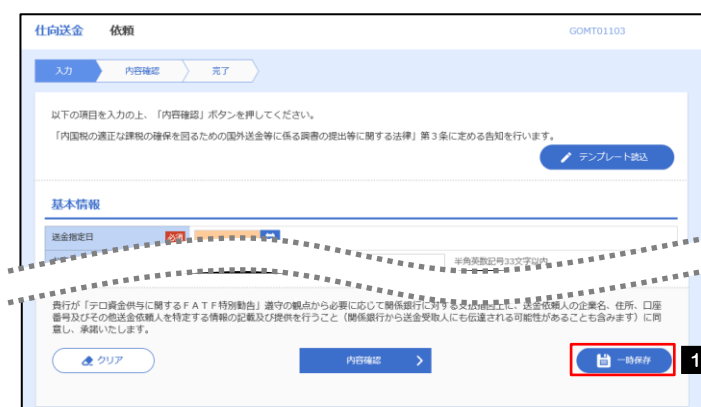 仕向送金 依頼 GOMT01103
入力 内容確認 完了
以下の項目を入力の上、「内容確認」ボタンを押してください。
「内国税の適正な課税の確保を図るための国外送金等に係る調書の提出等に関する法律」第３条に定める告知を行います。
テンプレート読込
基本情報
送金指定日 必須
半角英数記号33文字以内
貴行が「テロ資金供与に関するＦＡＴＦ特別勧告」遵守の観点から必要に応じて関係銀行に対する支払指図上に、送金依頼人の企業名、住所、口座
番号及びその他送金依頼人を特定する情報の記載及び提供を行うこと（関係銀行から送金受取人にも伝達される可能性があることも含みます）に同
意し、承諾いたします。
クリア 内容確認 一時保存 1